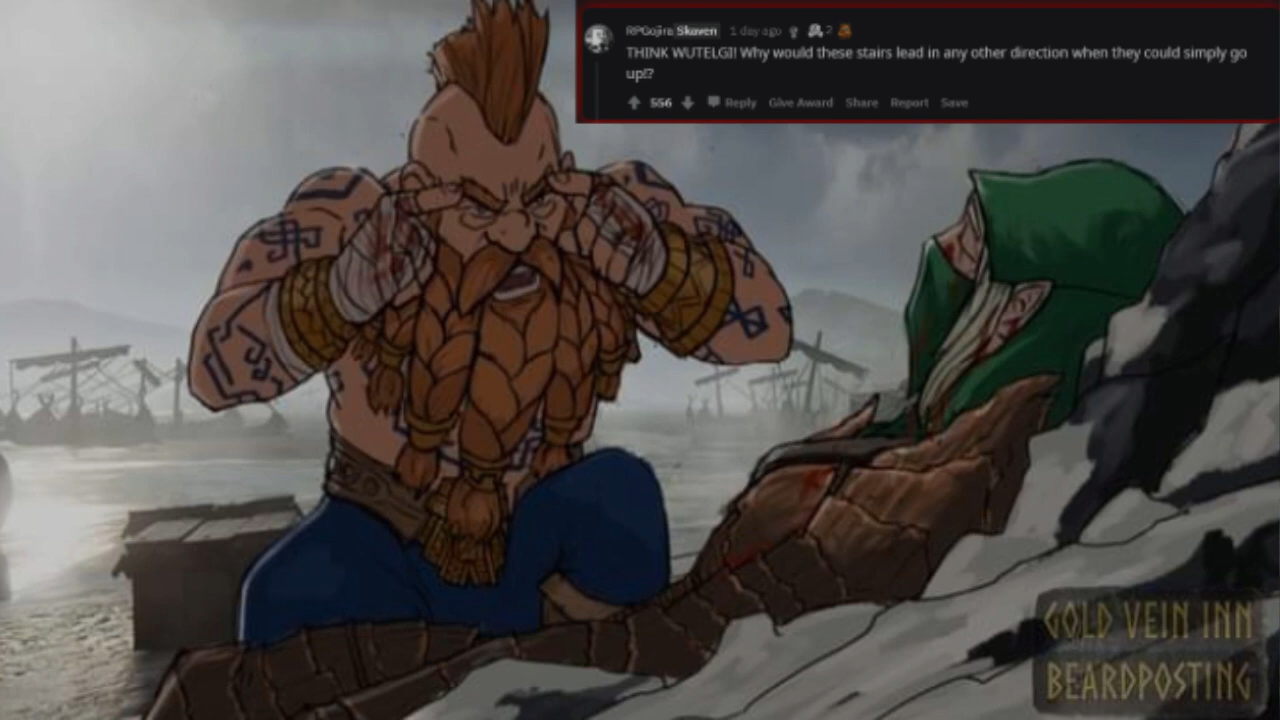 RPGojira Skaven 1 day ago 2
THINK WUTELGI! Why would these stairs lead in any other direction when they could simply go
up!?
556 Reply Give Award Share Report Save
GOLD VEIN INN
BEARDPOSTING